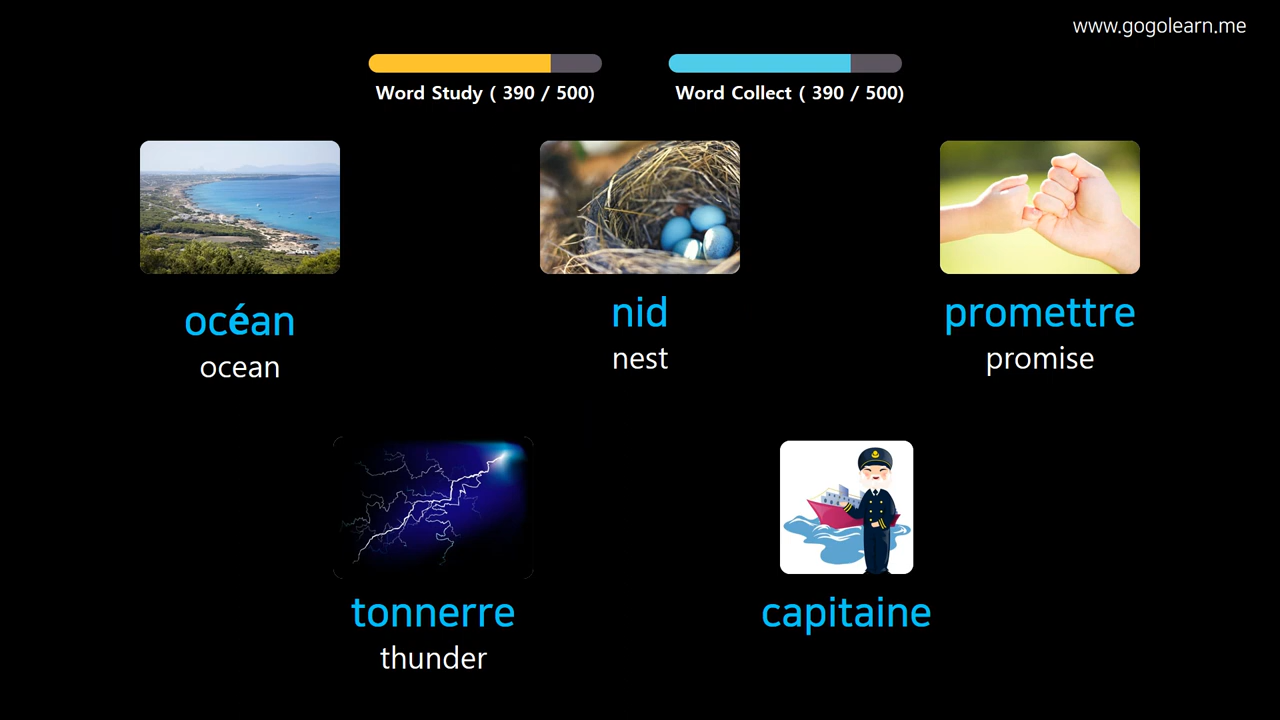 www.gogolearn.me
Word Study ( 390 / 500)
Word Collect ( 390 / 500)
océan
ocean
nid
nest
promettre
promise
tonnerre
thunder
capitaine